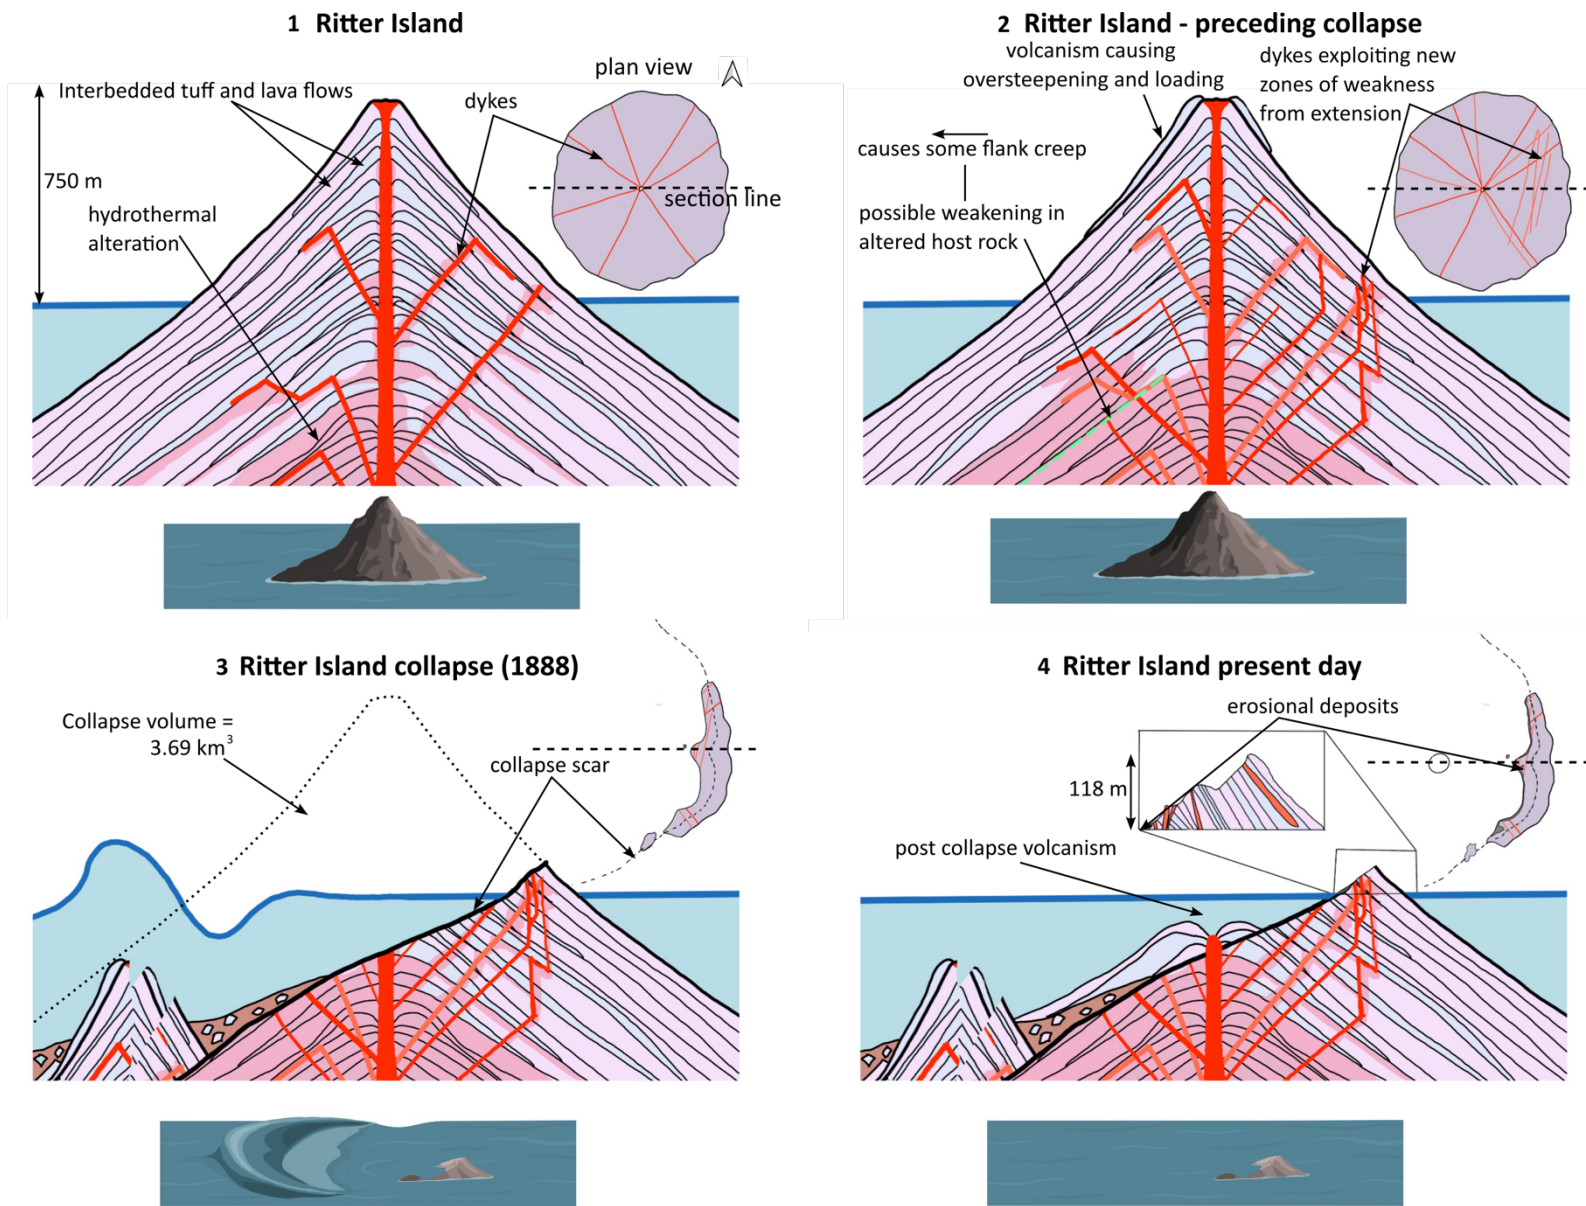 1 Ritter Island
Interbedded tuff and lava flows
plan view
dykes
750 m
section line
hydrothermal
alteration
2 Ritter Island - preceding collapse
volcanism causing
oversteepening and loading
dykes exploiting new
zones of weakness
from extension
causes some flank creep
possible weakening in
altered host rock
3 Ritter Island collapse (1888)
Collapse volume =
3.69 km³
collapse scar
4 Ritter Island present day
erosional deposits
118 m
post collapse volcanism